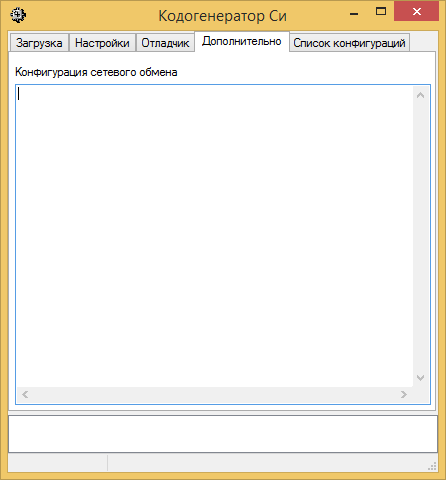 Кодогенератор Си
Загрузка Настройки Отладчик Дополнительно Список конфигураций
Конфигурация сетевого обмена